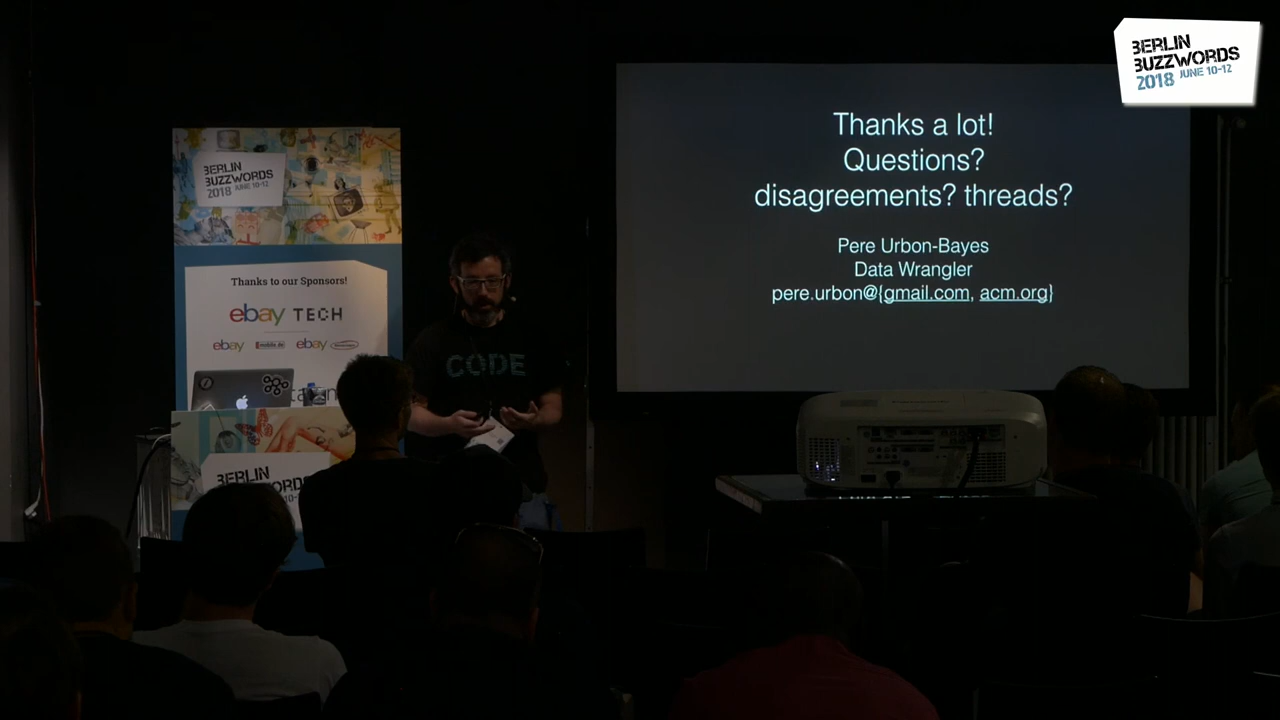 BERLIN
BUZZWORDS
2018 JUNE 10-12
Thanks a lot!
Questions?
disagreements? threads?
Pere Urbon-Bayes
Data Wrangler
pere.urbon@{gmail.com, acm.org}
BERLIN
BUZZWORDS
2018 JUNE 10-12
Thanks to our Sponsors!
ebay TECH
ebay mobile.de ebay
CODE
BERLIN